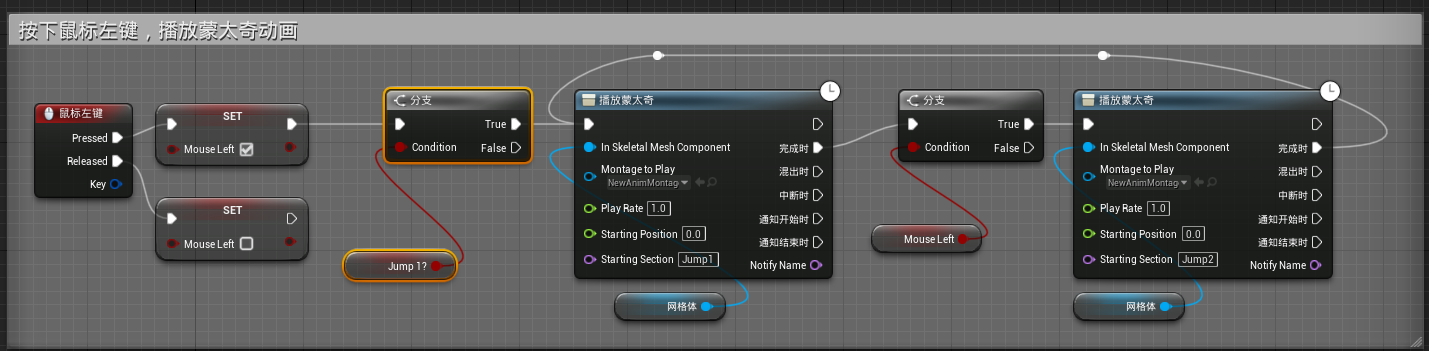 按下鼠标左键，播放蒙太奇动画
鼠标左键
Pressed
Released
Key
SET
Mouse Left
SET
Mouse Left
分支
True
Condition
False
Jump 1?
播放蒙太奇
In Skeletal Mesh Component
完成时
Montage to Play
NewAnimMontag
混出时
中断时
Play Rate 1.0
通知开始时
Starting Position 0.0
通知结束时
Starting Section Jump1
Notify Name
网格体
分支
True
Condition
False
Mouse Left
播放蒙太奇
In Skeletal Mesh Component
完成时
Montage to Play
NewAnimMontag
混出时
中断时
Play Rate 1.0
通知开始时
Starting Position 0.0
通知结束时
Starting Section Jump2
Notify Name
网格体